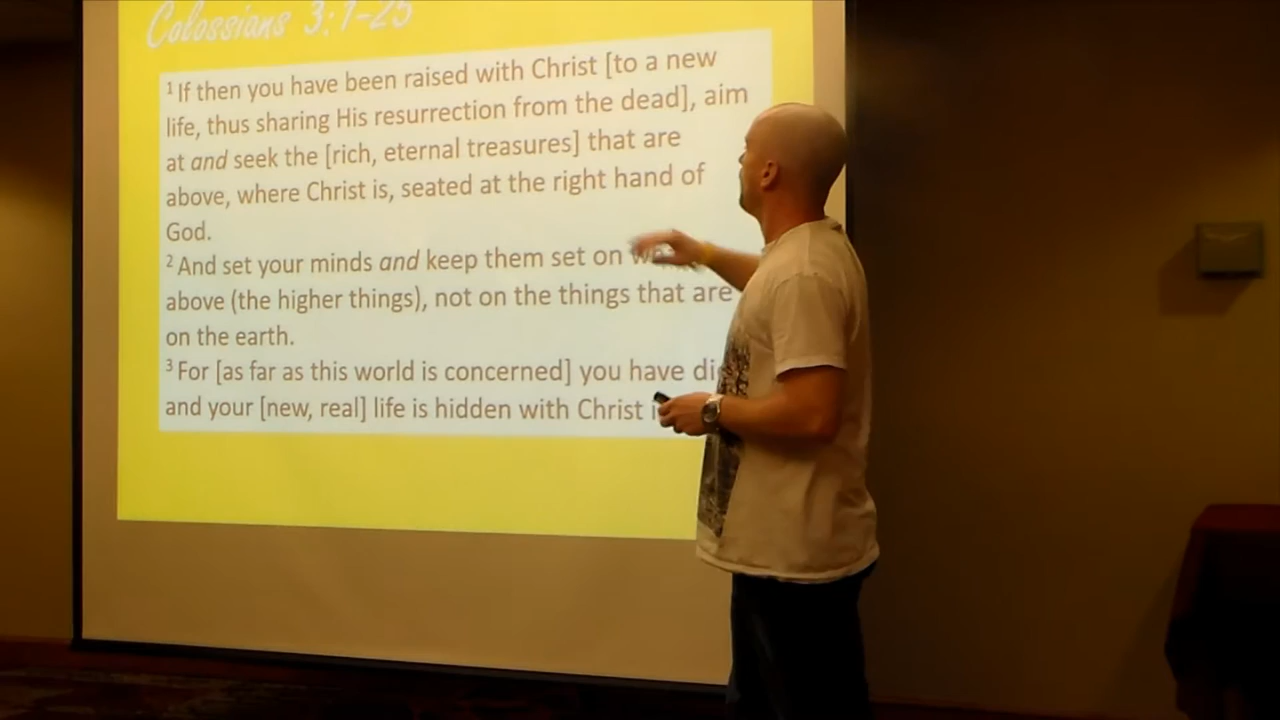 Colossians 3:1-25
1 If then you have been raised with Christ [to a new
life, thus sharing His resurrection from the dead], aim
at and seek the [rich, eternal treasures] that are
above, where Christ is, seated at the right hand of
God.
2 And set your minds and keep them set on
above (the higher things), not on the things that are
on the earth.
3 For [as far as this world is concerned] you have
and your [new, real] life is hidden with Christ